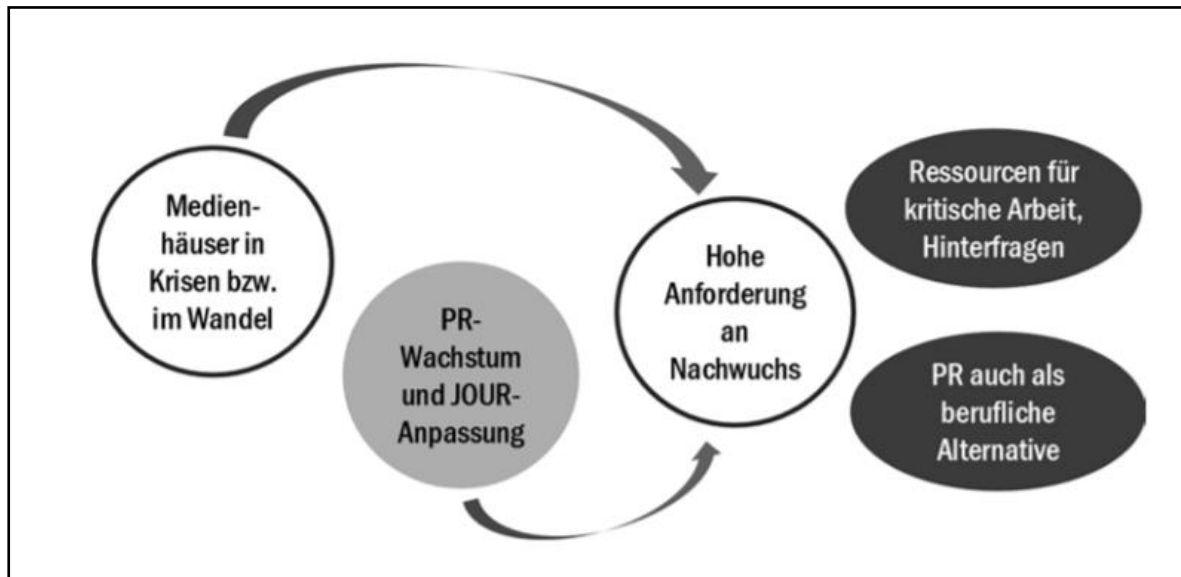 Medien-
häuser in
Krisen bzw.
im Wandel
PR-
Wachstum
und JOUR-
Anpassung
Hohe
Anforderung
an
Nachwuchs
Ressourcen für
kritische Arbeit,
Hinterfragen
PR auch als
berufliche
Alternative